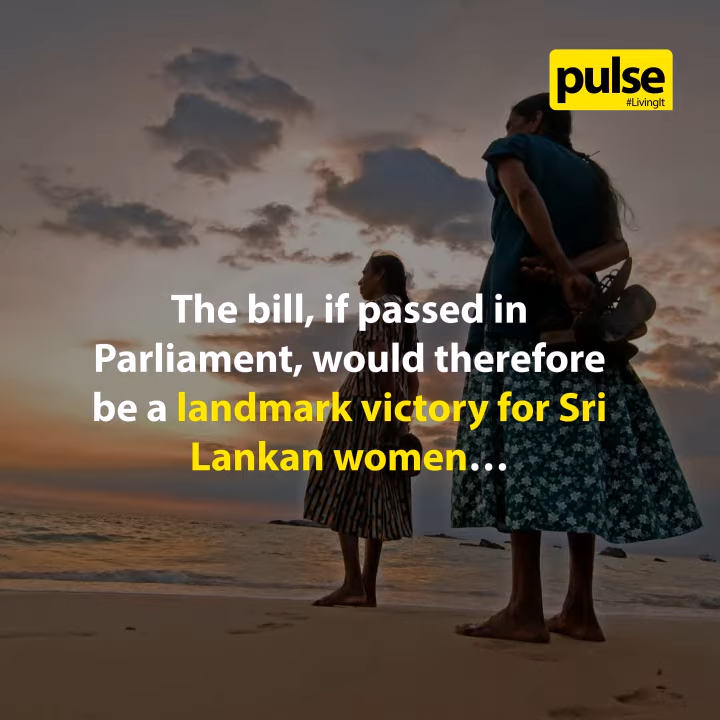 pulse
#LivingIt
The bill, if passed in
Parliament, would therefore
be a landmark victory for Sri
Lankan women…